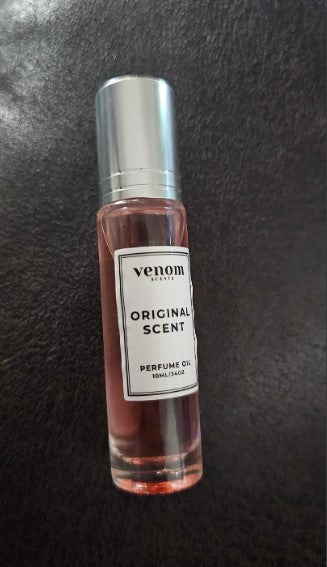 venom
SCENTS
ORIGINAL
SCENT
PERFUME OIL
10ML/34OZ